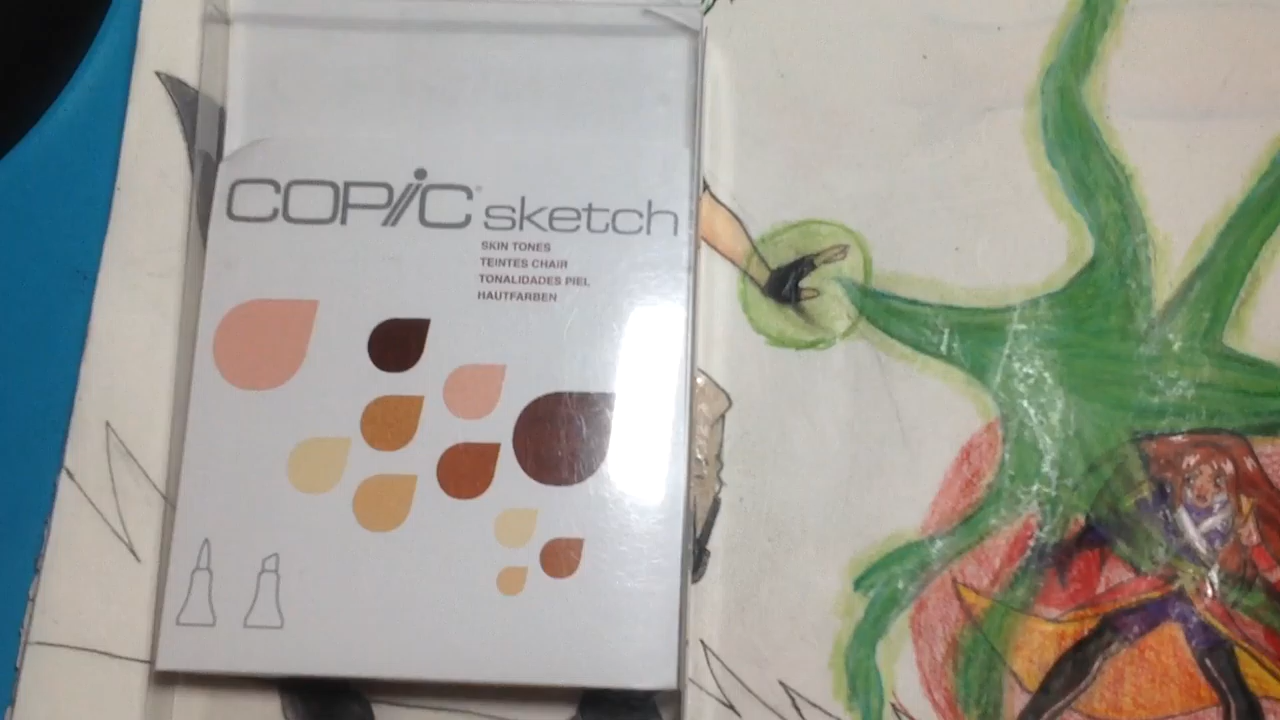 COPIC sketch
SKIN TONES
TEINTES CHAIR
TONALIDADES PIEL
HAUTFARBEN